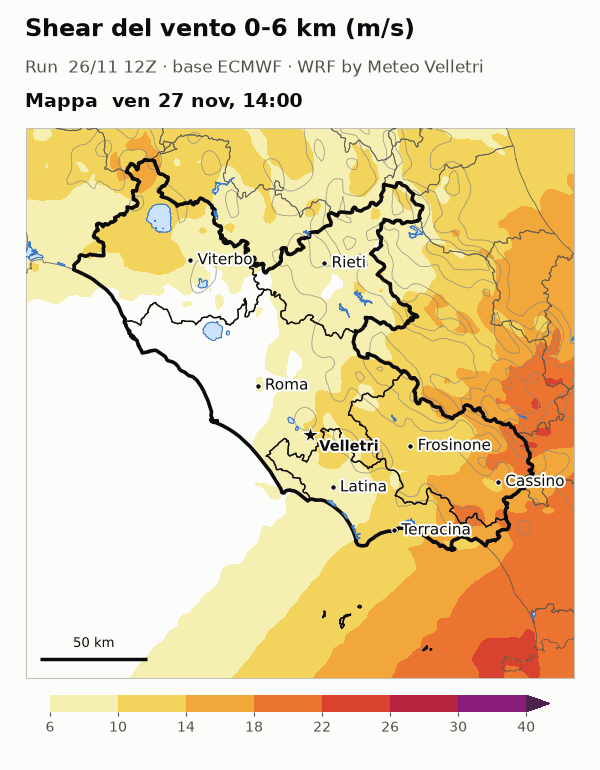 Shear del vento 0-6 km (m/s)
Run  26/11 12Z · base ECMWF · WRF by Meteo Velletri
Mappa  ven 27 nov, 14:00
Viterbo
Rieti
Roma
Velletri
Frosinone
Latina
Cassino
Terracina
50 km
6 10 14 18 22 26 30 40